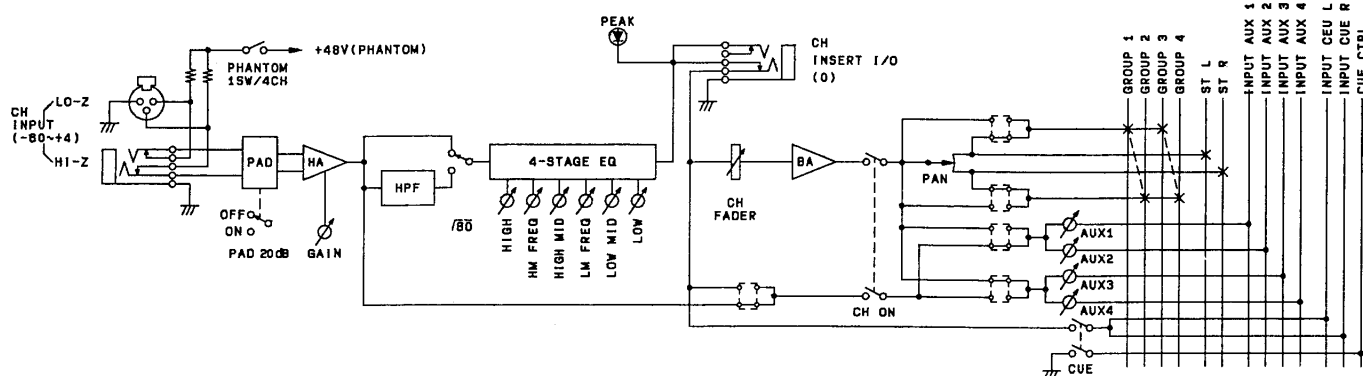 CH
INPUT
(-80~+4)
LO-Z
HI-Z
+48V(PHANTOM)
PHANTOM
1SW/4CH
PAD
OFF
ON
PAD 20dB
HA
GAIN
HPF
/80
4-STAGE EQ
HIGH
HM FREQ
HIGH MID
LM FREQ
LOW MID
LOW
PEAK
CH
INSERT I/O
(0)
CH
FADER
BA
CH ON
PAN
AUX1
AUX2
AUX3
AUX4
CUE
GROUP 1
GROUP 2
GROUP 3
GROUP 4
ST L
ST R
INPUT AUX 1
INPUT AUX 2
INPUT AUX 3
INPUT AUX 4
INPUT CEU L
INPUT CUE R
CUE CTRL